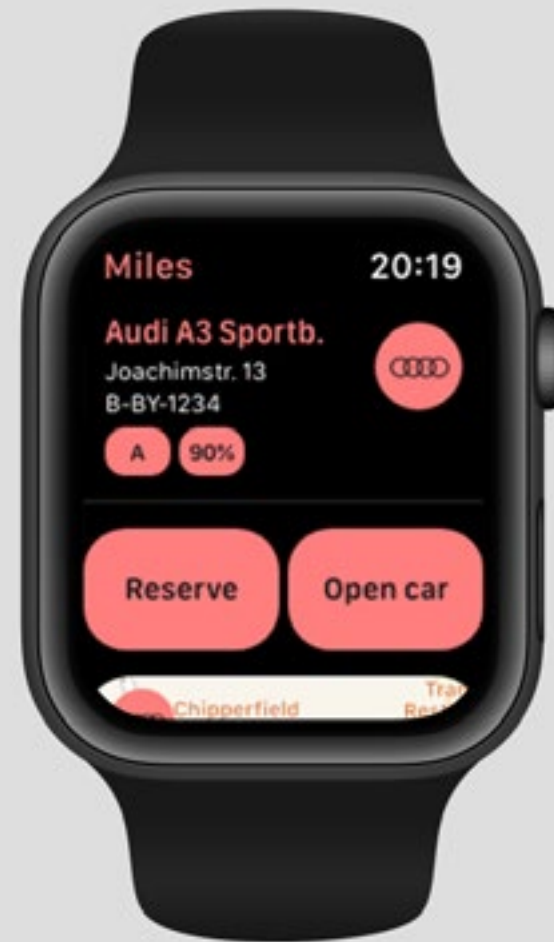 Miles 20:19
Audi A3 Sportb.
Joachimstr. 13
B-BY-1234
A 90%
Reserve Open car
Chipperfield